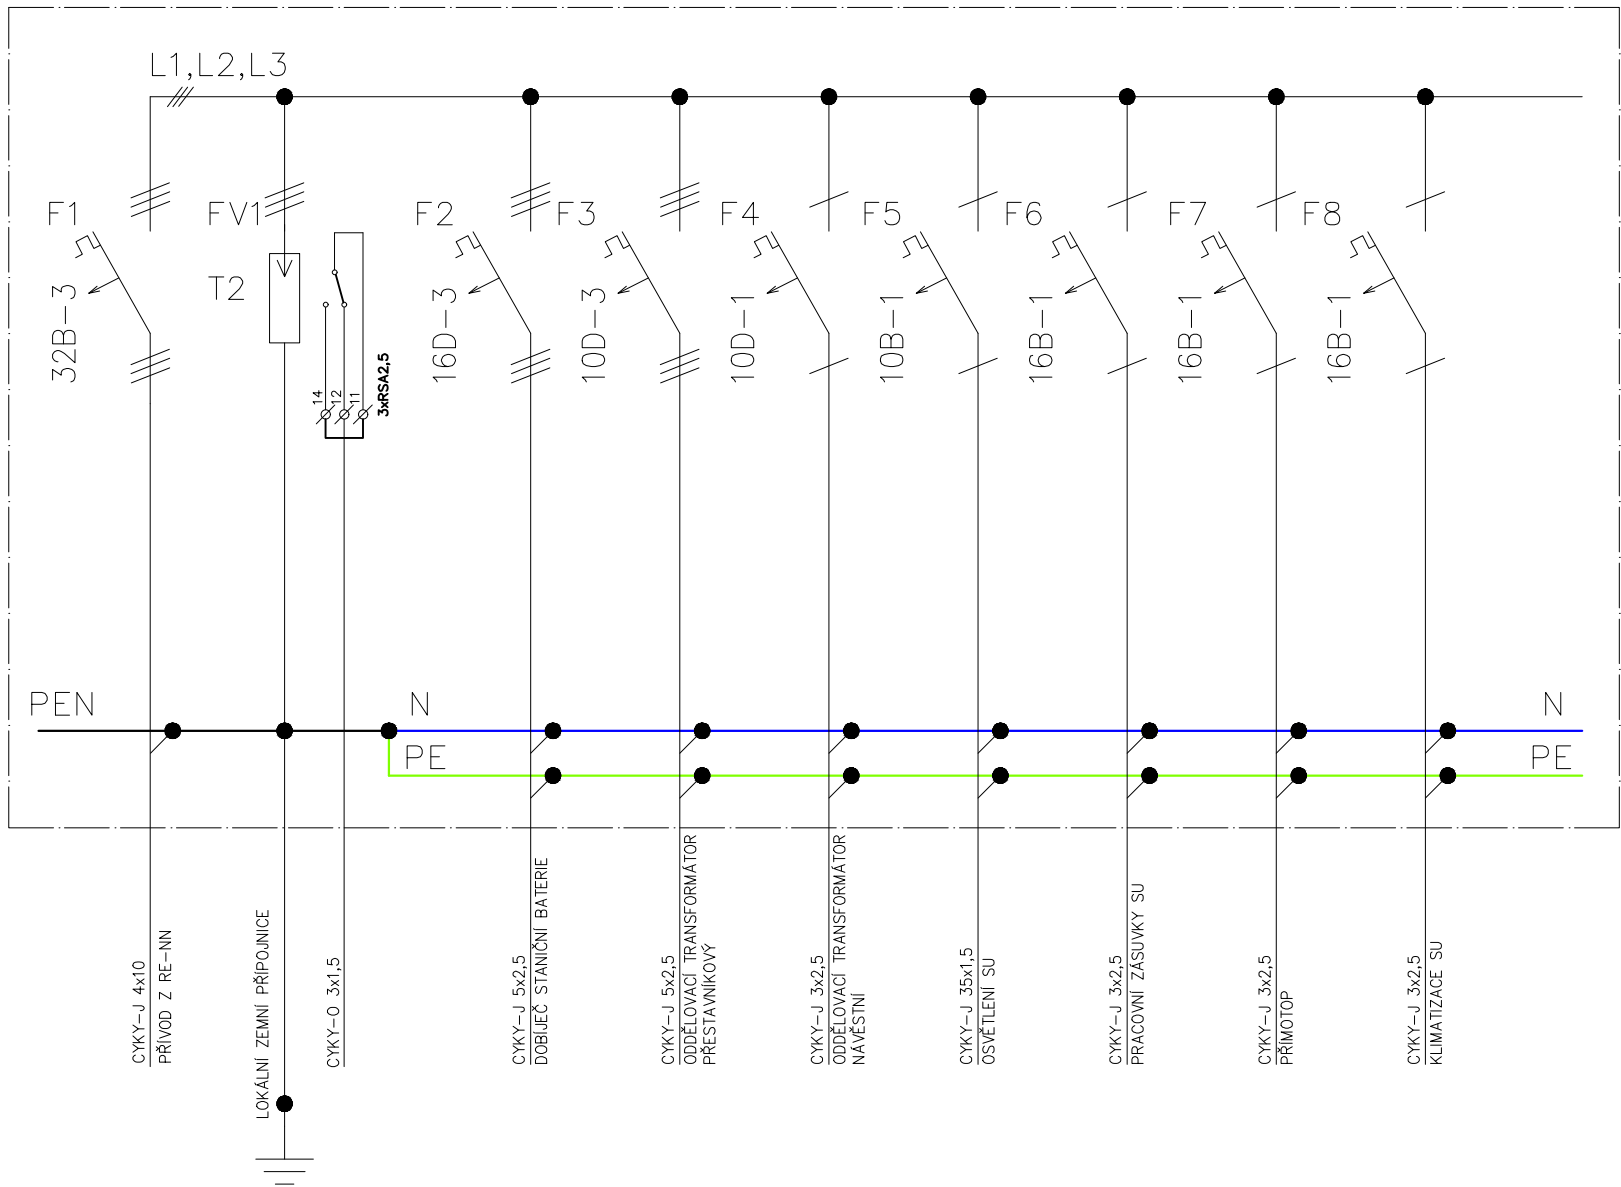 L1,L2,L3
F1
32B-3
FV1
T2
14
12
11
3xRSA2,5
F2
16D-3
F3
10D-3
F4
10D-1
F5
10B-1
F6
16B-1
F7
16B-1
F8
16B-1
PEN
N
PE
N
PE
CYKY-J 4x10
PŘÍVOD Z RE-NN
LOKÁLNÍ ZEMNÍ PŘÍPOJNICE
CYKY-O 3x1,5
CYKY-J 5x2,5
DOBÍJEČ STANIČNÍ BATERIE
CYKY-J 5x2,5
ODDĚLOVACÍ TRANSFORMÁTOR
PŘESTAVNÍKOVÝ
CYKY-J 3x2,5
ODDĚLOVACÍ TRANSFORMÁTOR
NÁVĚSTNÍ
CYKY-J 35x1,5
OSVĚTLENÍ SU
CYKY-J 3x2,5
PRACOVNÍ ZÁSUVKY SU
CYKY-J 3x2,5
PŘÍMOTOP
CYKY-J 3x2,5
KLIMATIZACE SU